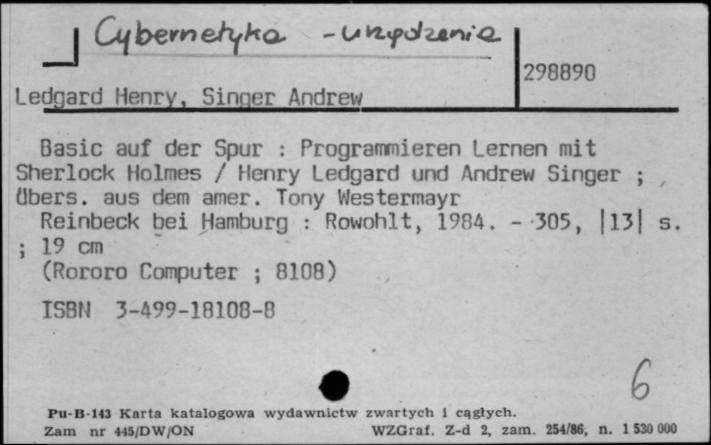 Cybernetyka - urządzenia
298890
Ledgard Henry, Singer Andrew
Basic auf der Spur : Programmieren Lernen mit
Sherlock Holmes / Henry Ledgard und Andrew Singer ;
Übers. aus dem amer. Tony Westermayr
Reinbeck bei Hamburg : Rowohlt, 1984. - 305, |13| s.
; 19 cm
(Rororo Computer ; 8108)
ISBN 3-499-18108-8
6
Pu-B-143 Karta katalogowa wydawnictw zwartych i ciągłych.
Zam nr 445/DW/ON WZGraf. Z-d 2, zam. 254/86, n. 1 530 000